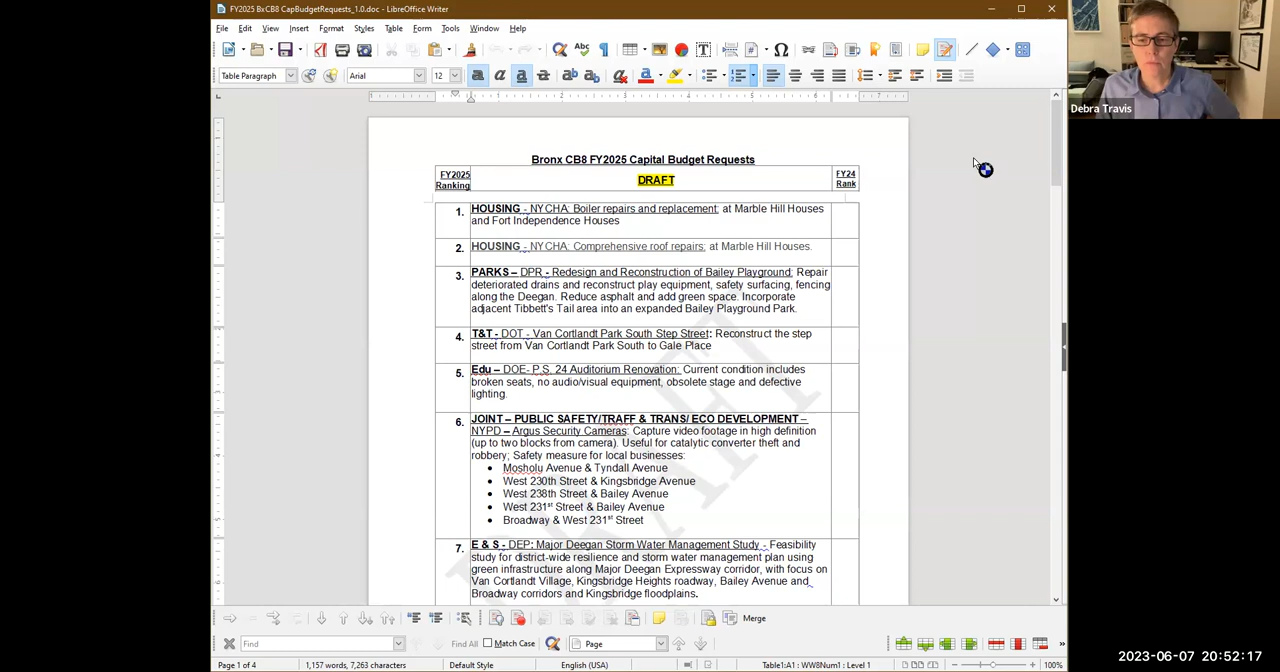 FY2025 BxCB8 CapBudgetRequests_1.0.doc - LibreOffice Writer
File Edit View Insert Format Styles Table Form Tools Window Help
Table Paragraph Arial 12
Debra Travis
Bronx CB8 FY2025 Capital Budget Requests
FY2025 Ranking DRAFT FY24 Rank
1. HOUSING - NYCHA: Boiler repairs and replacement: at Marble Hill Houses
and Fort Independence Houses
2. HOUSING - NYCHA: Comprehensive roof repairs: at Marble Hill Houses.
3. PARKS – DPR - Redesign and Reconstruction of Bailey Playground: Repair
deteriorated drains and reconstruct play equipment, safety surfacing, fencing
along the Deegan. Reduce asphalt and add green space. Incorporate
adjacent Tibbett's Tail area into an expanded Bailey Playground Park.
4. T&T - DOT - Van Cortlandt Park South Step Street: Reconstruct the step
street from Van Cortlandt Park South to Gale Place
5. Edu – DOE- P.S. 24 Auditorium Renovation: Current condition includes
broken seats, no audio/visual equipment, obsolete stage and defective
lighting.
6. JOINT – PUBLIC SAFETY/TRAFF & TRANS/ ECO DEVELOPMENT –
NYPD – Argus Security Cameras: Capture video footage in high definition
(up to two blocks from camera). Useful for catalytic converter theft and
robbery; Safety measure for local businesses:
• Mosholu Avenue & Tyndall Avenue
• West 230th Street & Kingsbridge Avenue
• West 238th Street & Bailey Avenue
• West 231st Street & Bailey Avenue
• Broadway & West 231st Street
7. E & S - DEP: Major Deegan Storm Water Management Study - Feasibility
study for district-wide resilience and storm water management plan using
green infrastructure along Major Deegan Expressway corridor, with focus on
Van Cortlandt Village, Kingsbridge Heights roadway, Bailey Avenue and
Broadway corridors and Kingsbridge floodplains.
DRAFT
Merge
Find Find All Match Case Page
Page 1 of 4 1,157 words, 7,263 characters Default Style English (USA) Table1:A1 : WW8Num1 : Level 1 100%
2023-06-07 20:52:17